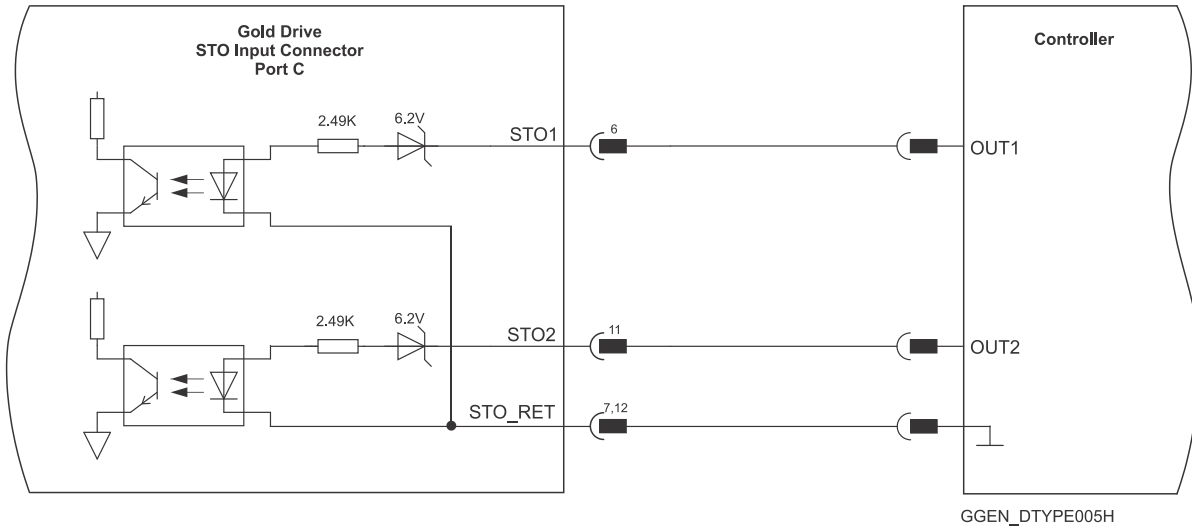 Gold Drive
STO Input Connector
Port C
Controller
2.49K
6.2V
STO1
6
OUT1
2.49K
6.2V
STO2
11
OUT2
STO_RET
7,12
GGEN_DTYPE005H